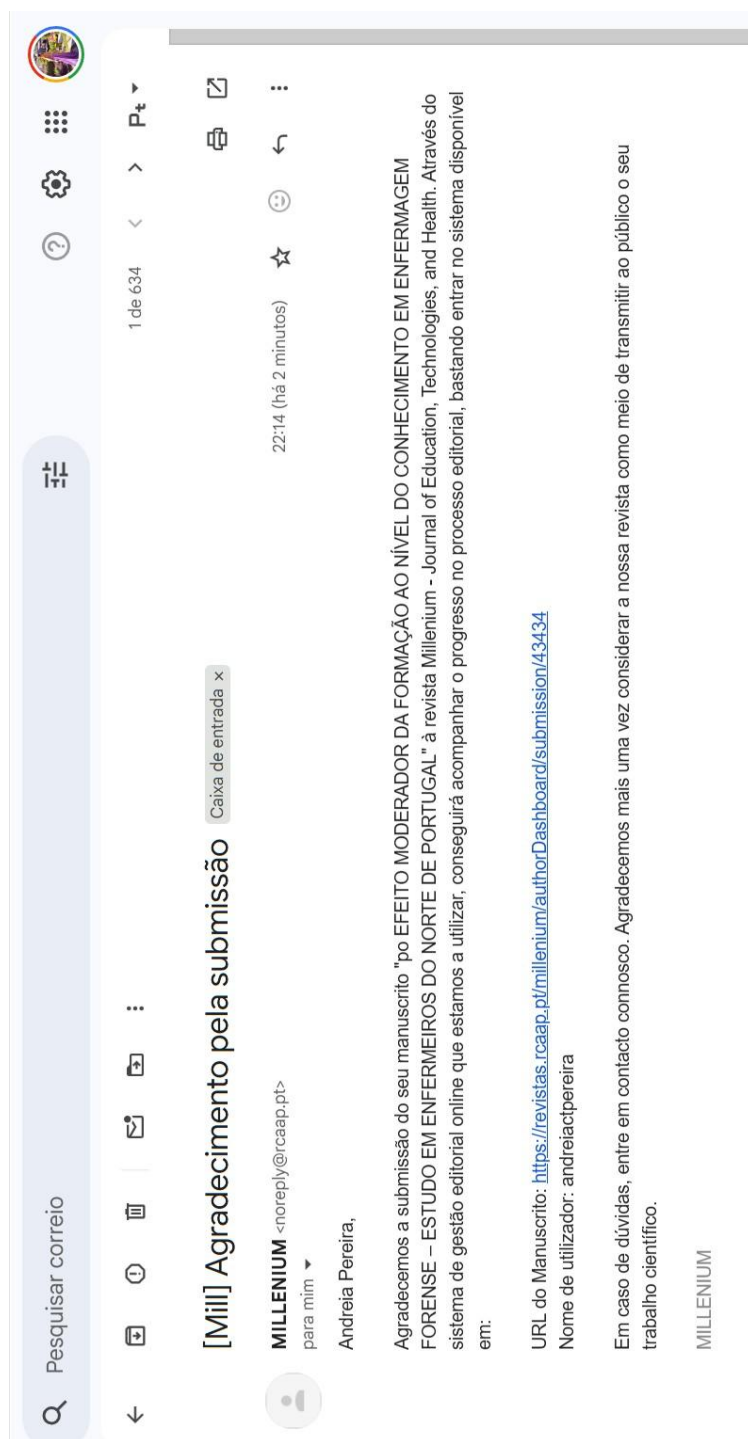 Pesquisar correio
1 de 634
[Mill] Agradecimento pela submissão Caixa de entrada ×
MILLENIUM <noreply@rcaap.pt>
22:14 (há 2 minutos)
para mim
Andreia Pereira,
Agradecemos a submissão do seu manuscrito "po EFEITO MODERADOR DA FORMAÇÃO AO NÍVEL DO CONHECIMENTO EM ENFERMAGEM
FORENSE – ESTUDO EM ENFERMEIROS DO NORTE DE PORTUGAL" à revista Millenium - Journal of Education, Technologies, and Health. Através do
sistema de gestão editorial online que estamos a utilizar, conseguirá acompanhar o progresso no processo editorial, bastando entrar no sistema disponível
em:
URL do Manuscrito: https://revistas.rcaap.pt/millenium/authorDashboard/submission/43434
Nome de utilizador: andreiactpereira
Em caso de dúvidas, entre em contacto connosco. Agradecemos mais uma vez considerar a nossa revista como meio de transmitir ao público o seu
trabalho científico.
MILLENIUM